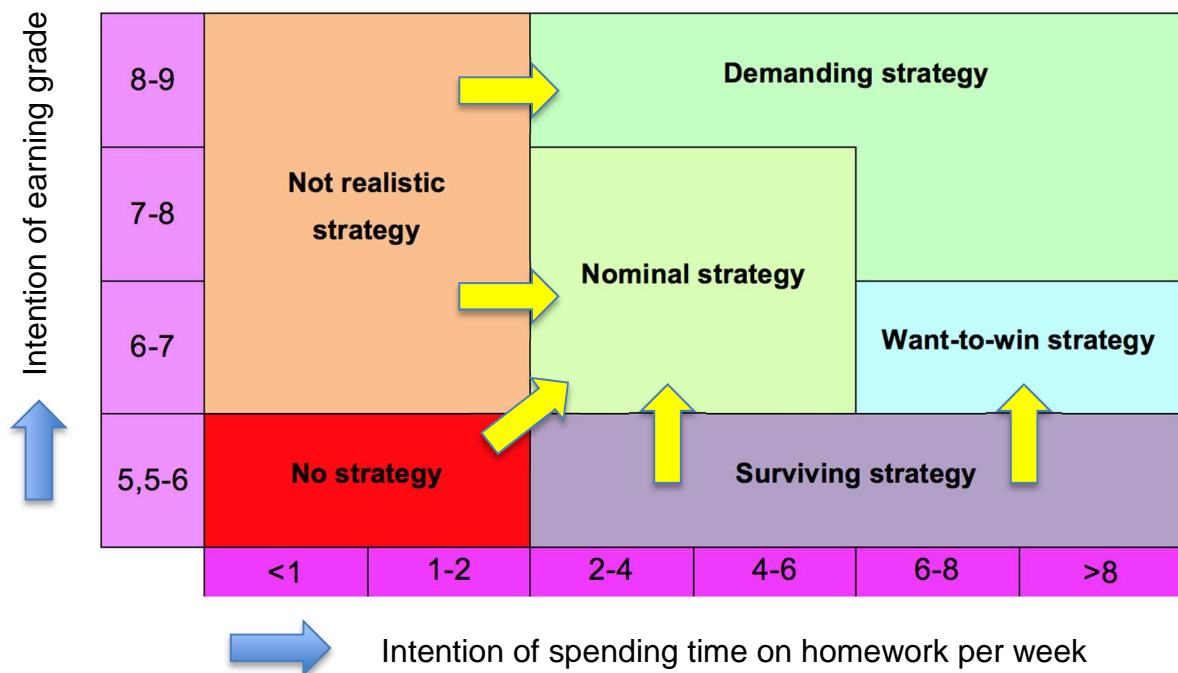 Intention of earning grade
8-9
Demanding strategy
7-8
Not realistic
strategy
Nominal strategy
6-7
Want-to-win strategy
5,5-6
No strategy
Surviving strategy
<1
1-2
2-4
4-6
6-8
>8
Intention of spending time on homework per week